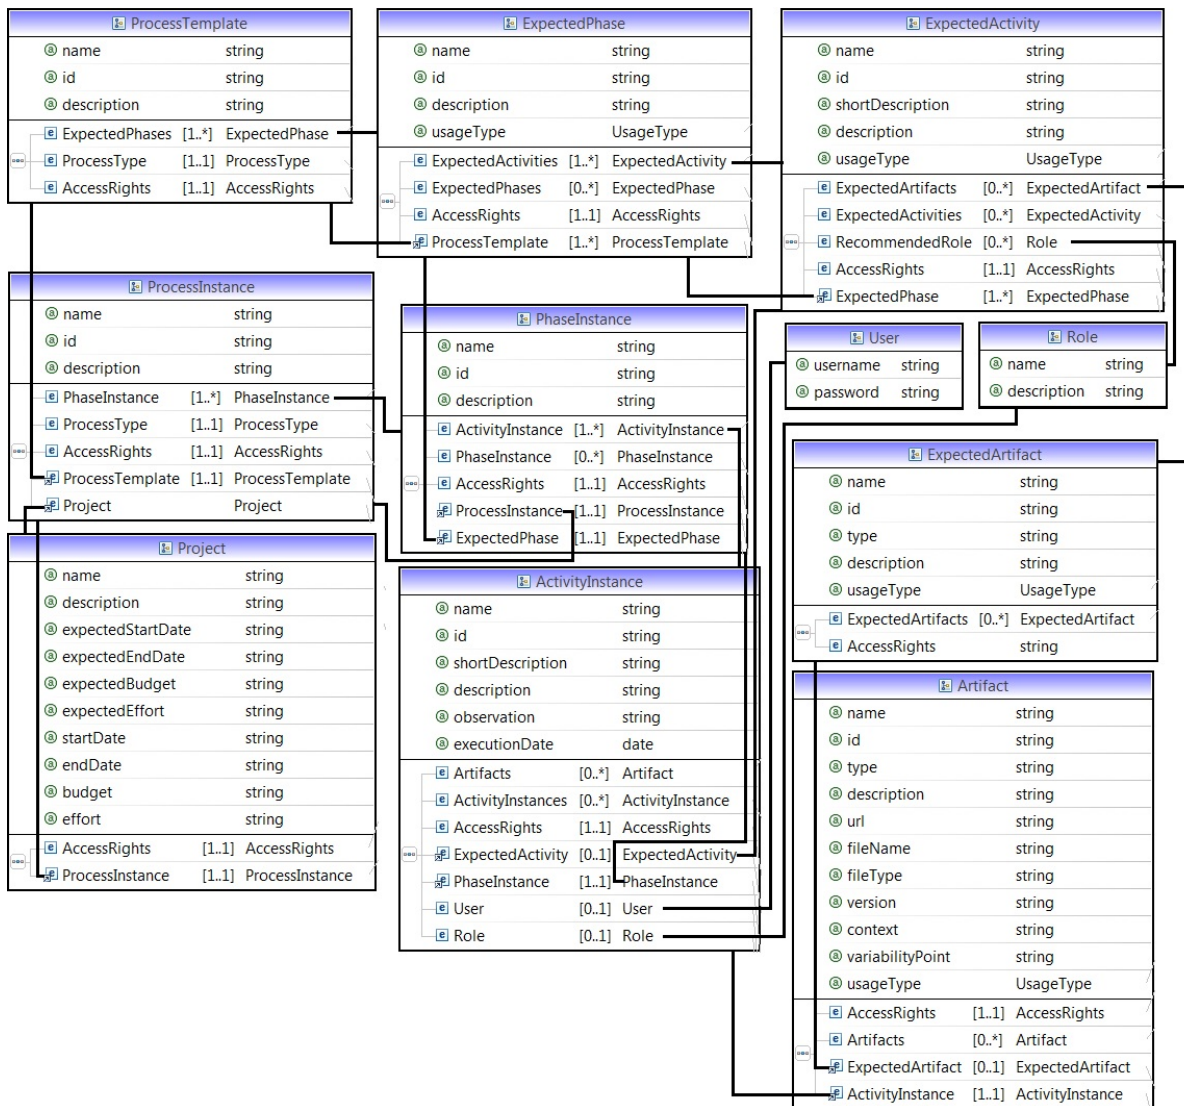 ProcessTemplate
name string
id string
description string
ExpectedPhases [1..*] ExpectedPhase
ProcessType [1..1] ProcessType
AccessRights [1..1] AccessRights
ExpectedPhase
name string
id string
description string
usageType UsageType
ExpectedActivities [1..*] ExpectedActivity
ExpectedPhases [0..*] ExpectedPhase
AccessRights [1..1] AccessRights
ProcessTemplate [1..*] ProcessTemplate
ExpectedActivity
name string
id string
shortDescription string
description string
usageType UsageType
ExpectedArtifacts [0..*] ExpectedArtifact
ExpectedActivities [0..*] ExpectedActivity
RecommendedRole [0..*] Role
AccessRights [1..1] AccessRights
ExpectedPhase [1..*] ExpectedPhase
ProcessInstance
name string
id string
description string
PhaseInstance [1..*] PhaseInstance
ProcessType [1..1] ProcessType
AccessRights [1..1] AccessRights
ProcessTemplate [1..1] ProcessTemplate
Project Project
PhaseInstance
name string
id string
description string
ActivityInstance [1..*] ActivityInstance
PhaseInstance [0..*] PhaseInstance
AccessRights [1..1] AccessRights
ProcessInstance [1..1] ProcessInstance
ExpectedPhase [1..1] ExpectedPhase
User
username string
password string
Role
name string
description string
ExpectedArtifact
name string
id string
type string
description string
usageType UsageType
ExpectedArtifacts [0..*] ExpectedArtifact
AccessRights string
Project
name string
description string
expectedStartDate string
expectedEndDate string
expectedBudget string
expectedEffort string
startDate string
endDate string
budget string
effort string
AccessRights [1..1] AccessRights
ProcessInstance [1..1] ProcessInstance
ActivityInstance
name string
id string
shortDescription string
description string
observation string
executionDate date
Artifacts [0..*] Artifact
ActivityInstances [0..*] ActivityInstance
AccessRights [1..1] AccessRights
ExpectedActivity [0..1] ExpectedActivity
PhaseInstance [1..1] PhaseInstance
User [0..1] User
Role [0..1] Role
Artifact
name string
id string
type string
description string
url string
fileName string
fileType string
version string
context string
variabilityPoint string
usageType UsageType
AccessRights [1..1] AccessRights
Artifacts [0..*] Artifact
ExpectedArtifact [0..1] ExpectedArtifact
ActivityInstance [1..1] ActivityInstance